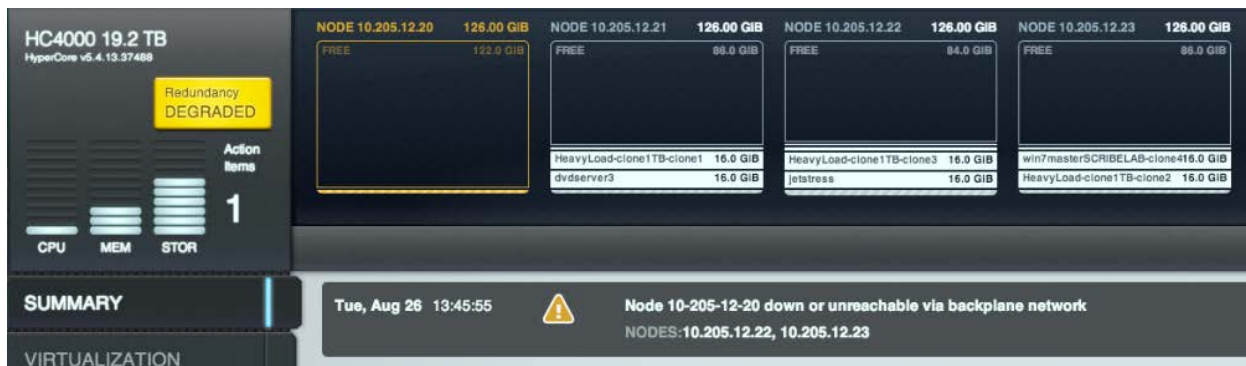 HC4000 19.2 TB
HyperCore v5.4.13.37488
Redundancy
DEGRADED
Action
Items
1
CPU MEM STOR
NODE 10.205.12.20 126.00 GIB
FREE 122.0 GIB
NODE 10.205.12.21 126.00 GIB
FREE 86.0 GIB
HeavyLoad-clone1TB-clone1 16.0 GIB
dvdserver3 16.0 GIB
NODE 10.205.12.22 126.00 GIB
FREE 84.0 GIB
HeavyLoad-clone1TB-clone3 16.0 GIB
jetstress 16.0 GIB
NODE 10.205.12.23 126.00 GIB
FREE 86.0 GIB
win7masterSCRIBELAB-clone416.0 GIB
HeavyLoad-clone1TB-clone2 16.0 GIB
SUMMARY
VIRTUALIZATION
Tue, Aug 26 13:45:55
Node 10-205-12-20 down or unreachable via backplane network
NODES:10.205.12.22, 10.205.12.23